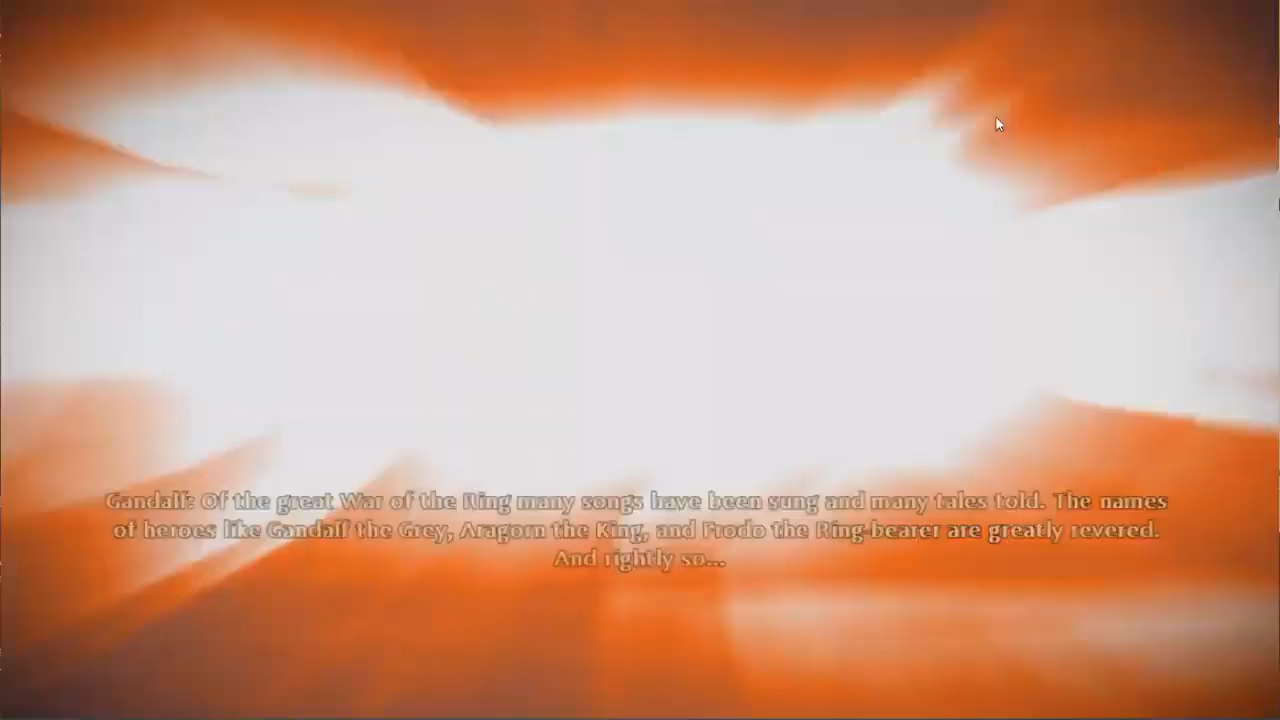 Gandalf: Of the great War of the Ring many songs have been sung and many tales told. The names
of heroes like Gandalf the Grey, Aragorn the King, and Frodo the Ring-bearer are greatly revered.
And rightly so...